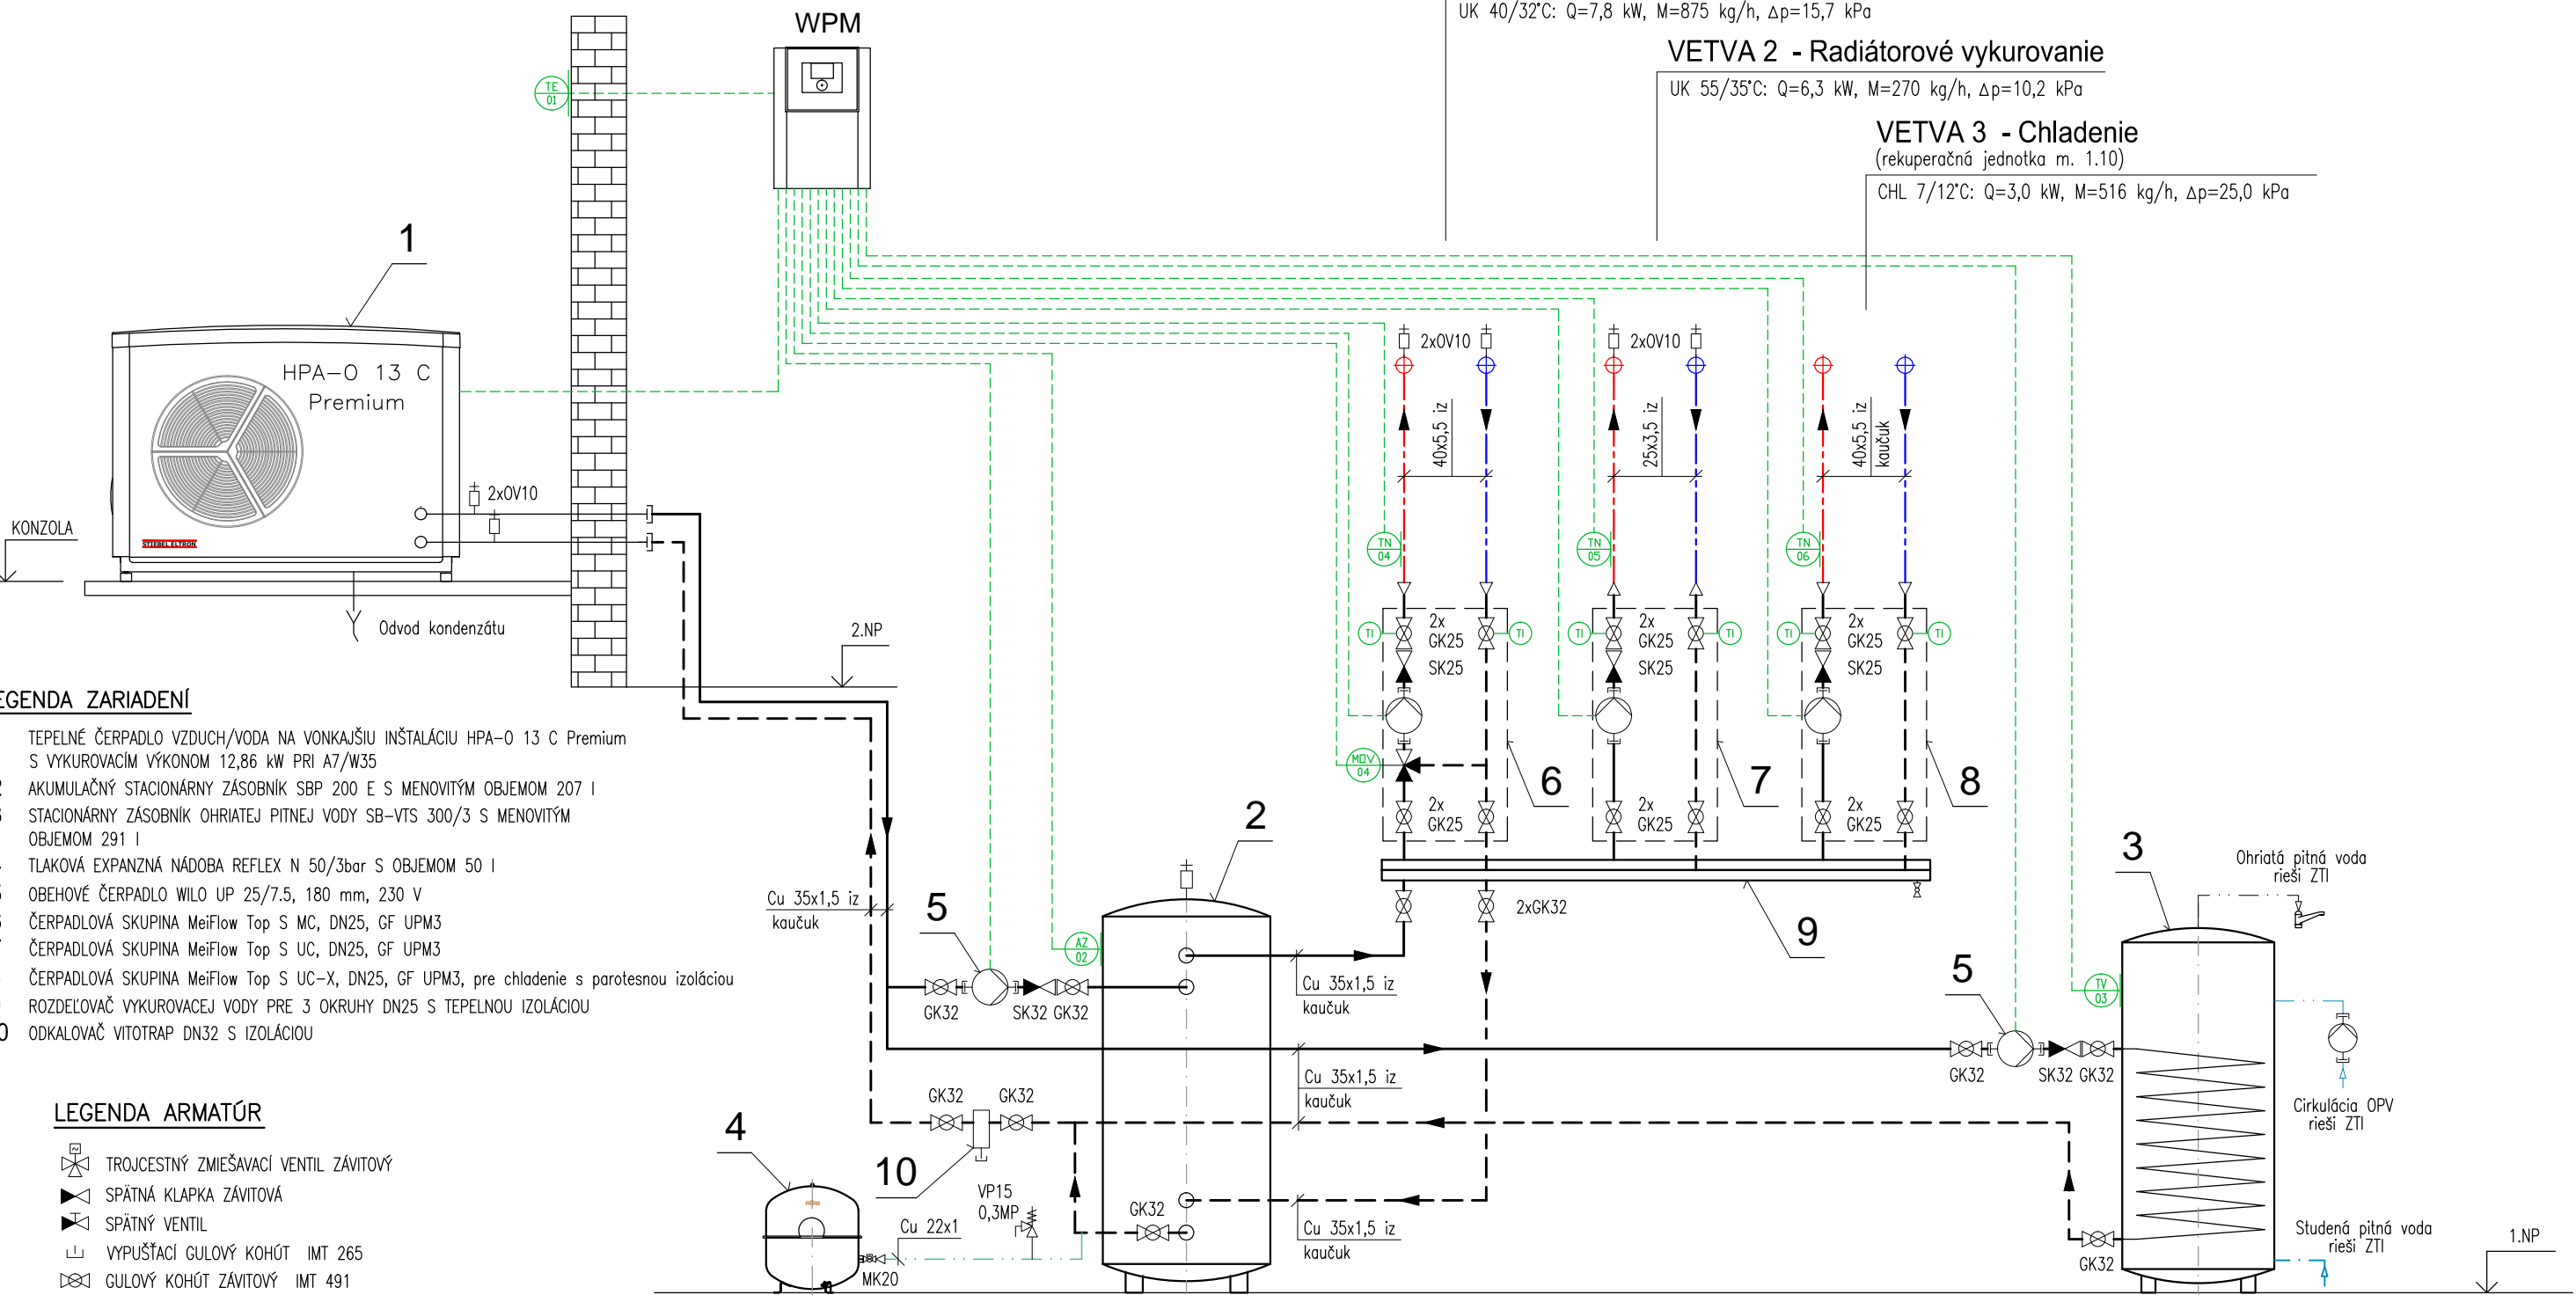 WPM
UK 40/32°C: Q=7,8 kW, M=875 kg/h, Δp=15,7 kPa
VETVA 2 - Radiátorové vykurovanie
UK 55/35°C: Q=6,3 kW, M=270 kg/h, Δp=10,2 kPa
VETVA 3 - Chladenie
(rekuperačná jednotka m. 1.10)
CHL 7/12°C: Q=3,0 kW, M=516 kg/h, Δp=25,0 kPa
TE
01
1
HPA-O 13 C
Premium
STIEBEL ELTRON
2xOV10
KONZOLA
Odvod kondenzátu
2.NP
2xOV10
2xOV10
40x5,5 iz
25x3,5 iz
40x5,5 iz
kaučuk
TN
04
TN
05
TN
06
TI
2x
GK25
TI
TI
2x
GK25
TI
TI
2x
GK25
TI
SK25
SK25
SK25
MOV
04
6
7
8
2x
GK25
2x
GK25
2x
GK25
2xGK32
9
LEGENDA ZARIADENÍ
TEPELNÉ ČERPADLO VZDUCH/VODA NA VONKAJŠIU INŠTALÁCIU HPA-O 13 C Premium
S VYKUROVACÍM VÝKONOM 12,86 kW PRI A7/W35
2 AKUMULAČNÝ STACIONÁRNY ZÁSOBNÍK SBP 200 E S MENOVITÝM OBJEMOM 207 l
3 STACIONÁRNY ZÁSOBNÍK OHRIATEJ PITNEJ VODY SB-VTS 300/3 S MENOVITÝM
OBJEMOM 291 l
TLAKOVÁ EXPANZNÁ NÁDOBA REFLEX N 50/3bar S OBJEMOM 50 l
5 OBEHOVÉ ČERPADLO WILO UP 25/7.5, 180 mm, 230 V
6 ČERPADLOVÁ SKUPINA MeiFlow Top S MC, DN25, GF UPM3
ČERPADLOVÁ SKUPINA MeiFlow Top S UC, DN25, GF UPM3
ČERPADLOVÁ SKUPINA MeiFlow Top S UC-X, DN25, GF UPM3, pre chladenie s parotesnou izoláciou
ROZDEĽOVAČ VYKUROVACEJ VODY PRE 3 OKRUHY DN25 S TEPELNOU IZOLÁCIOU
10 ODKALOVAČ VITOTRAP DN32 S IZOLÁCIOU
LEGENDA ARMATÚR
TROJCESTNÝ ZMIEŠAVACÍ VENTIL ZÁVITOVÝ
SPÄTNÁ KLAPKA ZÁVITOVÁ
SPÄTNÝ VENTIL
VYPUŠŤACÍ GULOVÝ KOHÚT IMT 265
GULOVÝ KOHÚT ZÁVITOVÝ IMT 491
Cu 35x1,5 iz
kaučuk
5
GK32
SK32 GK32
AZ
02
2
Cu 35x1,5 iz
kaučuk
Cu 35x1,5 iz
kaučuk
GK32
GK32
10
4
VP15
0,3MP
Cu 22x1
MK20
GK32
Cu 35x1,5 iz
kaučuk
3
Ohriatá pitná voda
rieši ZTI
5
TV
03
GK32
SK32 GK32
Cirkulácia OPV
rieši ZTI
GK32
Studená pitná voda
rieši ZTI
1.NP